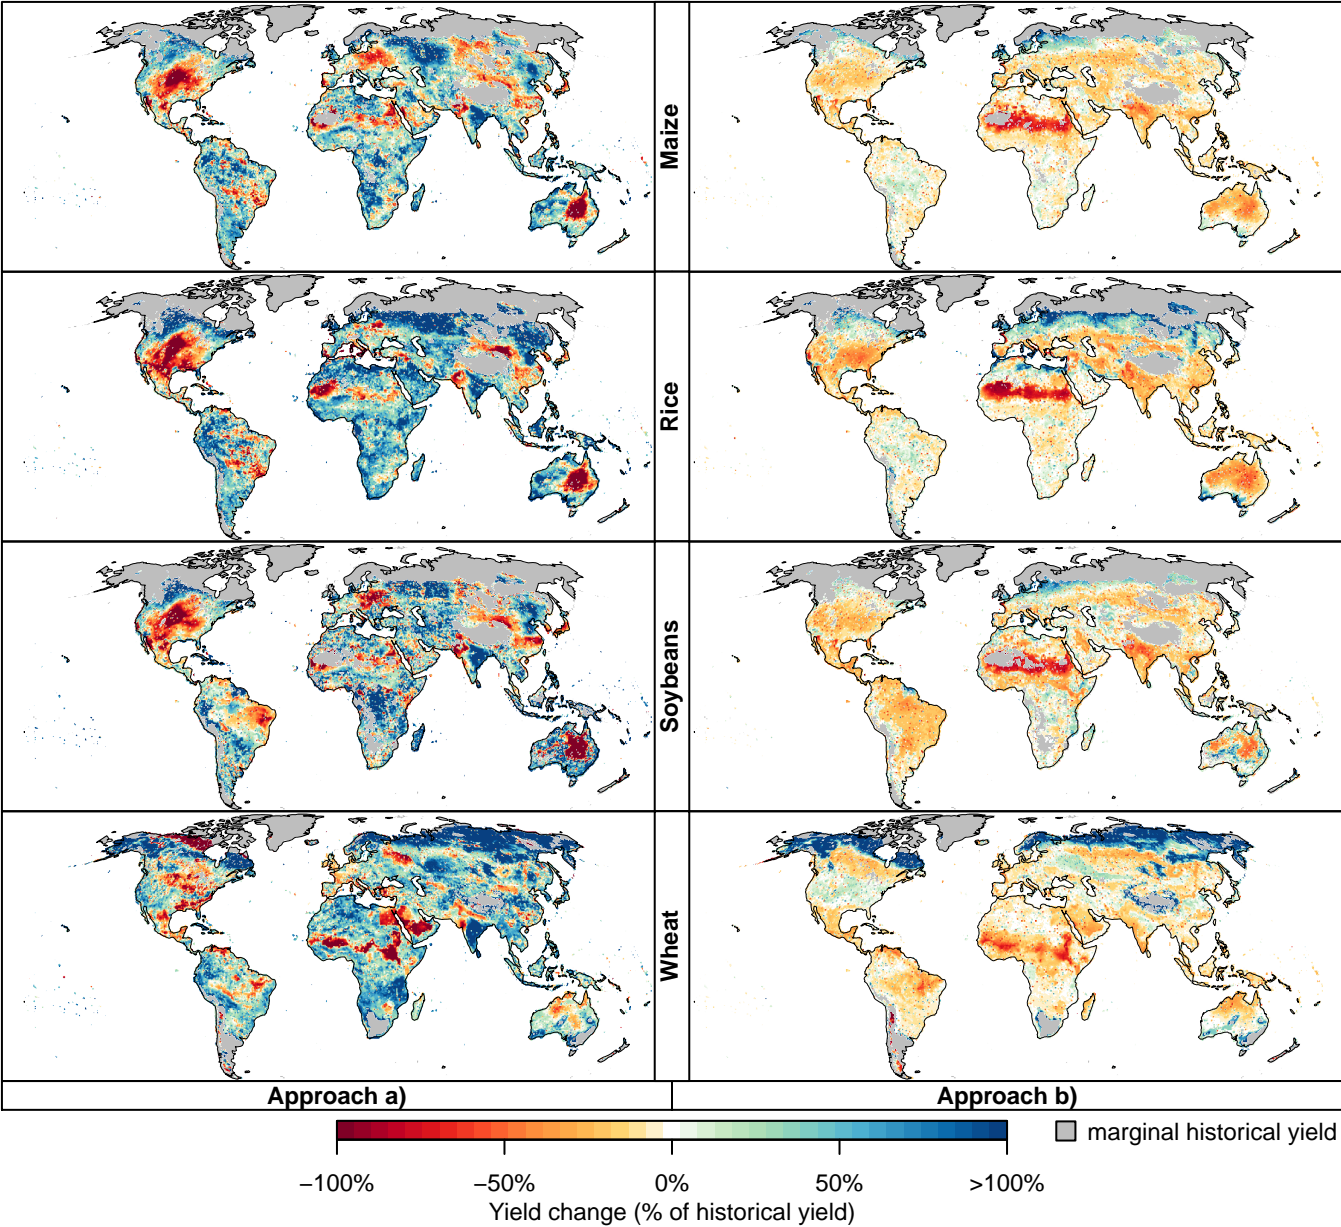 Maize
Rice
Soybeans
Wheat
Approach a)
Approach b)
marginal historical yield
−100%
−50%
0%
50%
>100%
Yield change (% of historical yield)